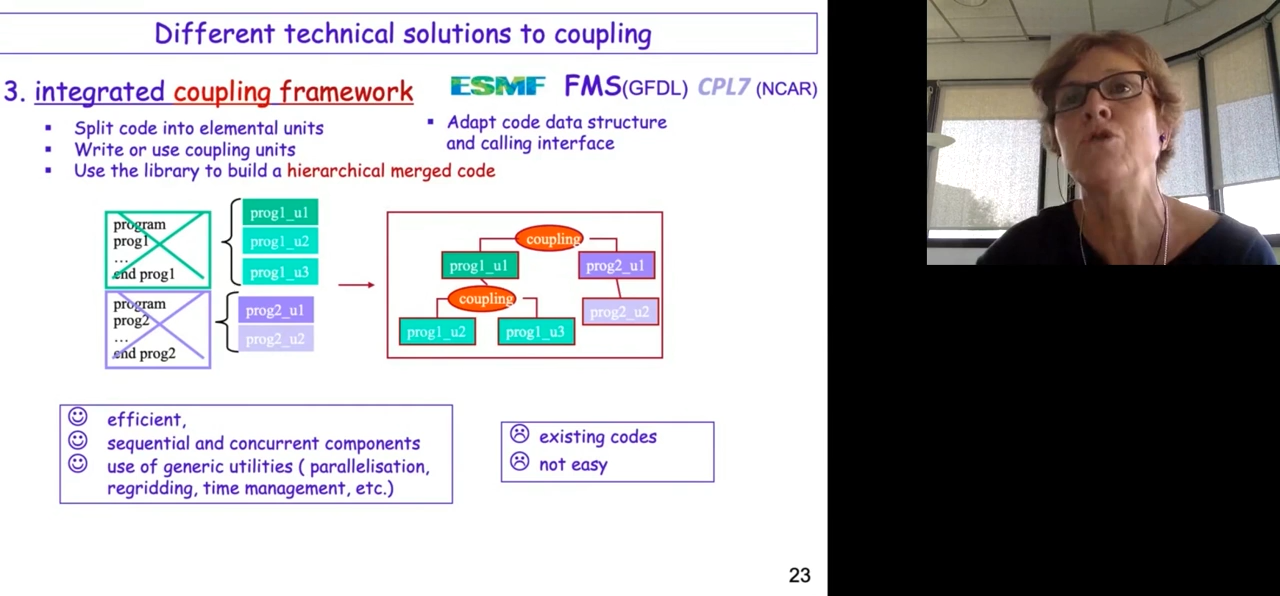 Different technical solutions to coupling
3. integrated coupling framework
ESMF FMS(GFDL) CPL7 (NCAR)
▪ Split code into elemental units
▪ Write or use coupling units
▪ Use the library to build a hierarchical merged code
▪ Adapt code data structure
and calling interface
program
prog1
...
end prog1
program
prog2
...
end prog2
prog1_u1
prog1_u2
prog1_u3
prog2_u1
prog2_u2
coupling
prog1_u1
prog2_u1
coupling
prog2_u2
prog1_u2
prog1_u3
efficient,
sequential and concurrent components
use of generic utilities ( parallelisation,
regridding, time management, etc.)
existing codes
not easy
23